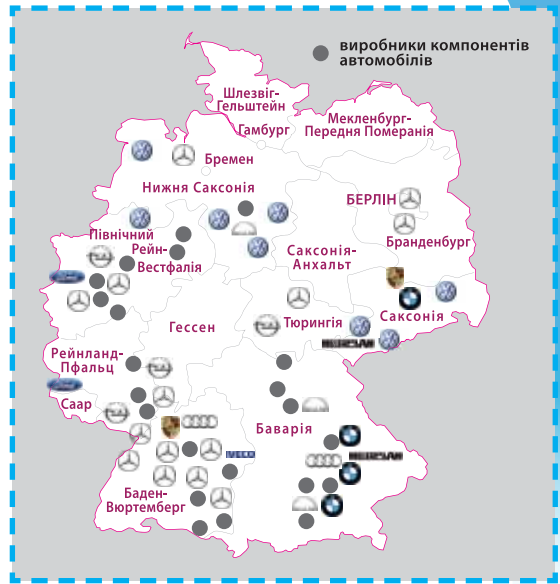 виробники компонентів
автомобілів
Шлезвіг-
Гельштейн
Мекленбург-
Передня Померанія
Гамбург
Бремен
Нижня Саксонія
БЕРЛІН
Бранденбург
Північний
Рейн-
Вестфалія
Саксонія-
Анхальт
Саксонія
Тюрингія
Гессен
Рейнланд-
Пфальц
Саар
Баварія
IVECO
Баден-
Вюртемберг